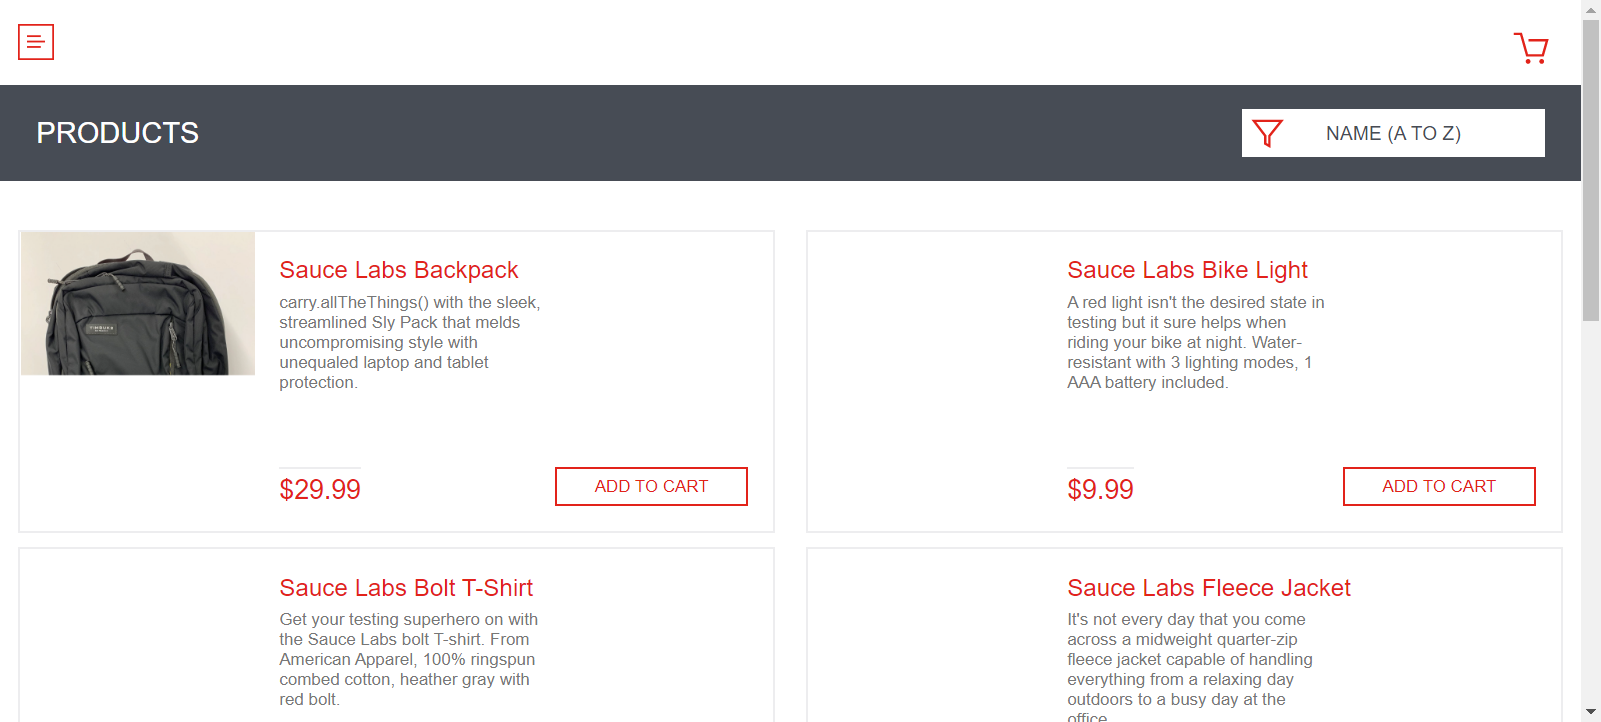 PRODUCTS
NAME (A TO Z)
Sauce Labs Backpack
carry.allTheThings() with the sleek,
streamlined Sly Pack that melds
uncompromising style with
unequaled laptop and tablet
protection.
$29.99
ADD TO CART
Sauce Labs Bike Light
A red light isn't the desired state in
testing but it sure helps when
riding your bike at night. Water-
resistant with 3 lighting modes, 1
AAA battery included.
$9.99
ADD TO CART
Sauce Labs Bolt T-Shirt
Get your testing superhero on with
the Sauce Labs bolt T-shirt. From
American Apparel, 100% ringspun
combed cotton, heather gray with
red bolt.
Sauce Labs Fleece Jacket
It's not every day that you come
across a midweight quarter-zip
fleece jacket capable of handling
everything from a relaxing day
outdoors to a busy day at the
office